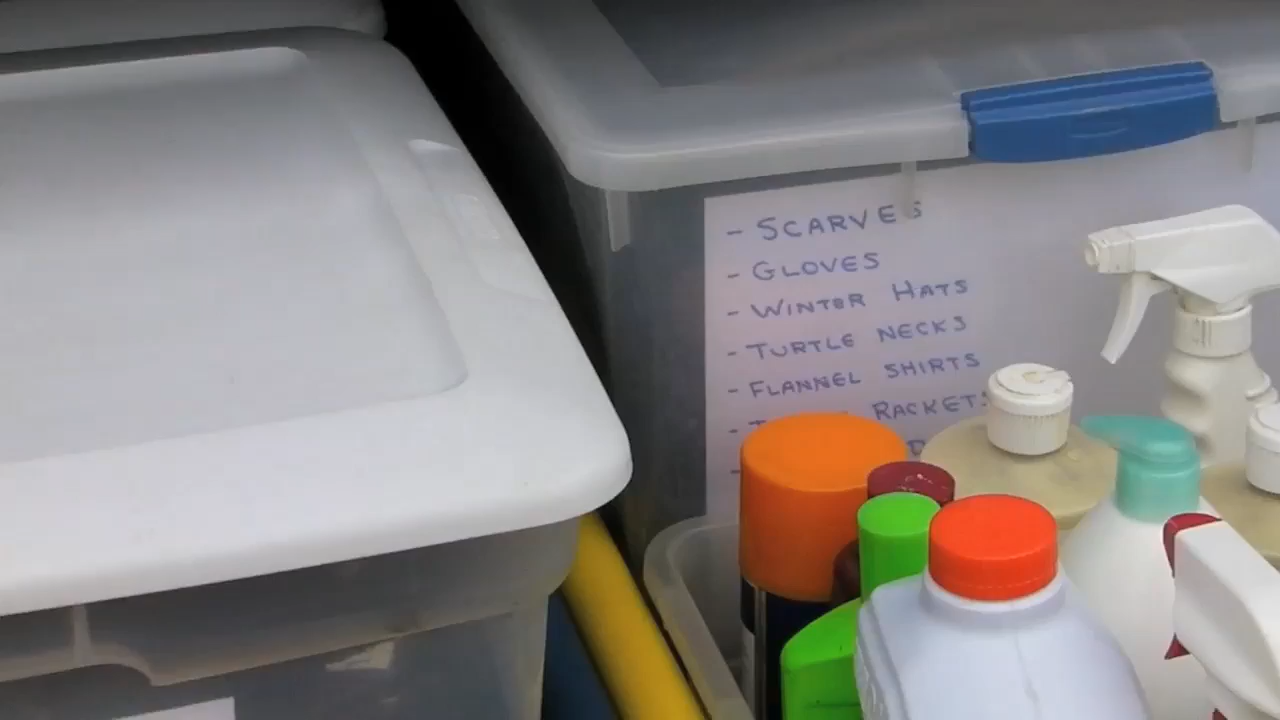 - SCARVES
- GLOVES
- WINTER HATS
- TURTLE NECKS
- FLANNEL SHIRTS
- RACKETS